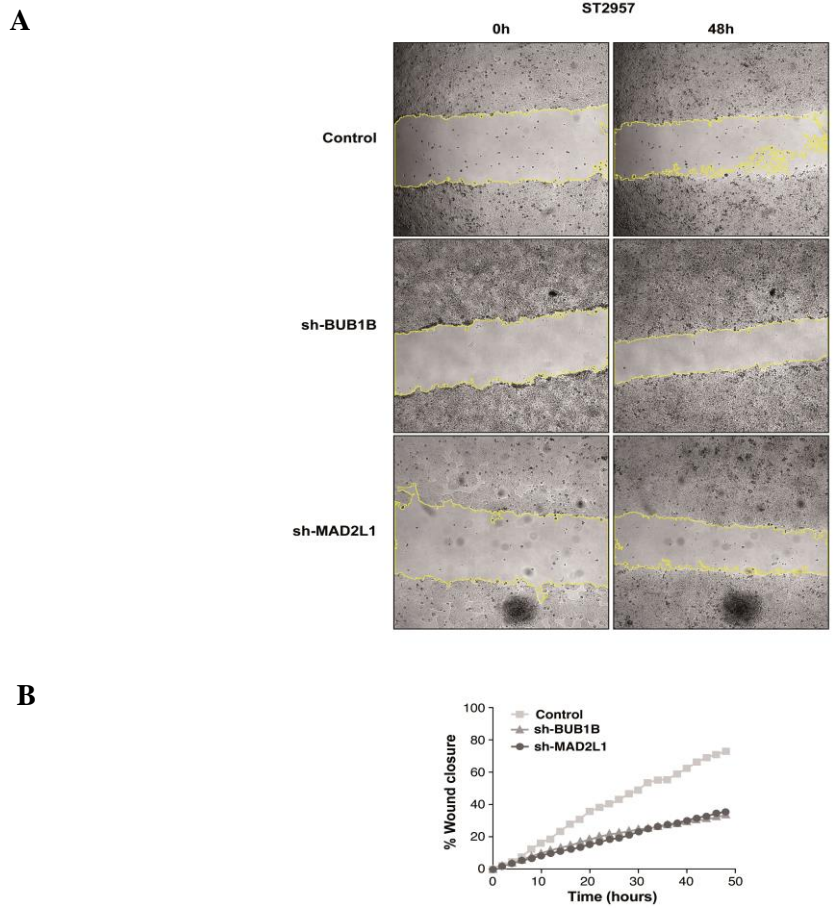 A
ST2957
0h 48h
Control
sh-BUB1B
sh-MAD2L1
B
100
80
60
40
20
0
% Wound closure
Control
sh-BUB1B
sh-MAD2L1
0 10 20 30 40 50
Time (hours)